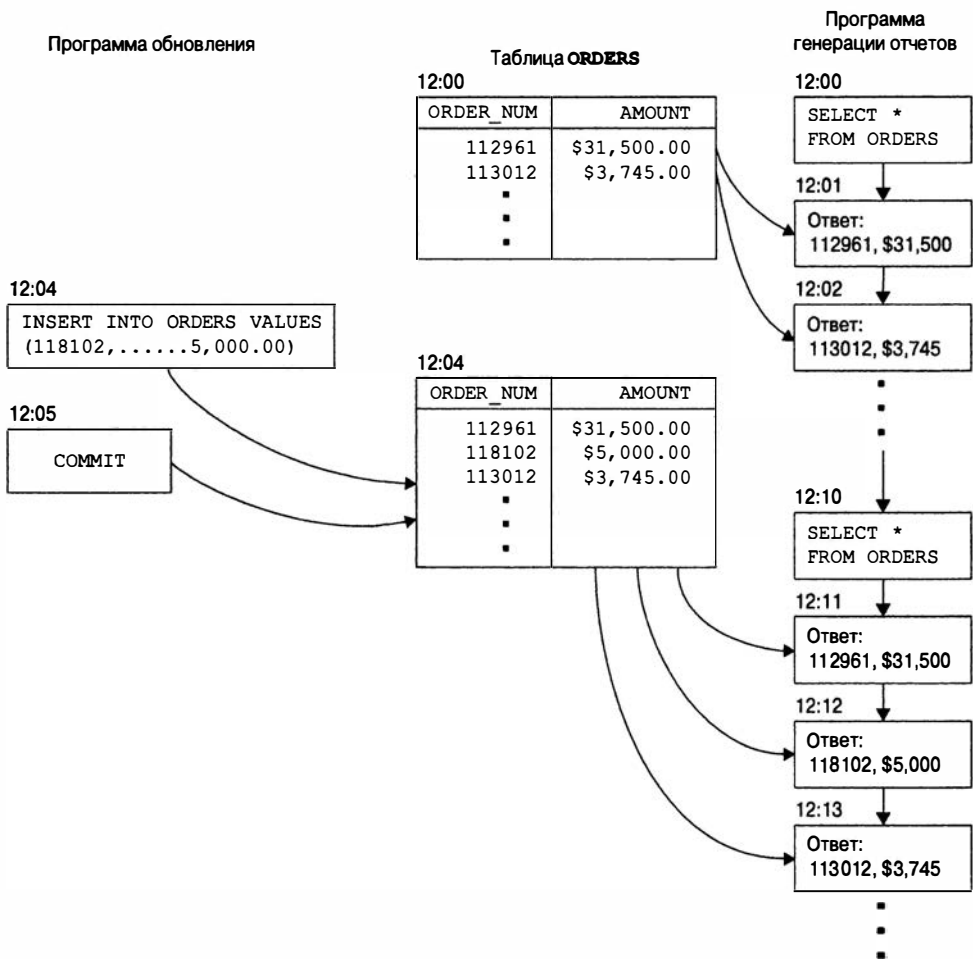 Программа обновления
Таблица ORDERS
Программа
генерации отчетов
12:00
ORDER_NUM AMOUNT
112961 $31,500.00
113012 $3,745.00
12:00
SELECT *
FROM ORDERS
12:01
Ответ:
112961, $31,500
12:02
Ответ:
113012, $3,745
12:04
INSERT INTO ORDERS VALUES
(118102,......5,000.00)
12:05
COMMIT
12:04
ORDER_NUM AMOUNT
112961 $31,500.00
118102 $5,000.00
113012 $3,745.00
12:10
SELECT *
FROM ORDERS
12:11
Ответ:
112961, $31,500
12:12
Ответ:
118102, $5,000
12:13
Ответ:
113012, $3,745